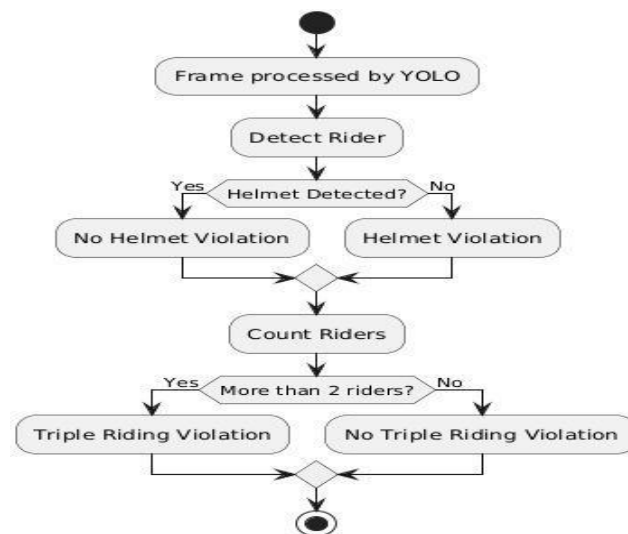 Frame processed by YOLO
Detect Rider
Yes
Helmet Detected?
No
No Helmet Violation
Helmet Violation
Count Riders
Yes
More than 2 riders?
No
Triple Riding Violation
No Triple Riding Violation